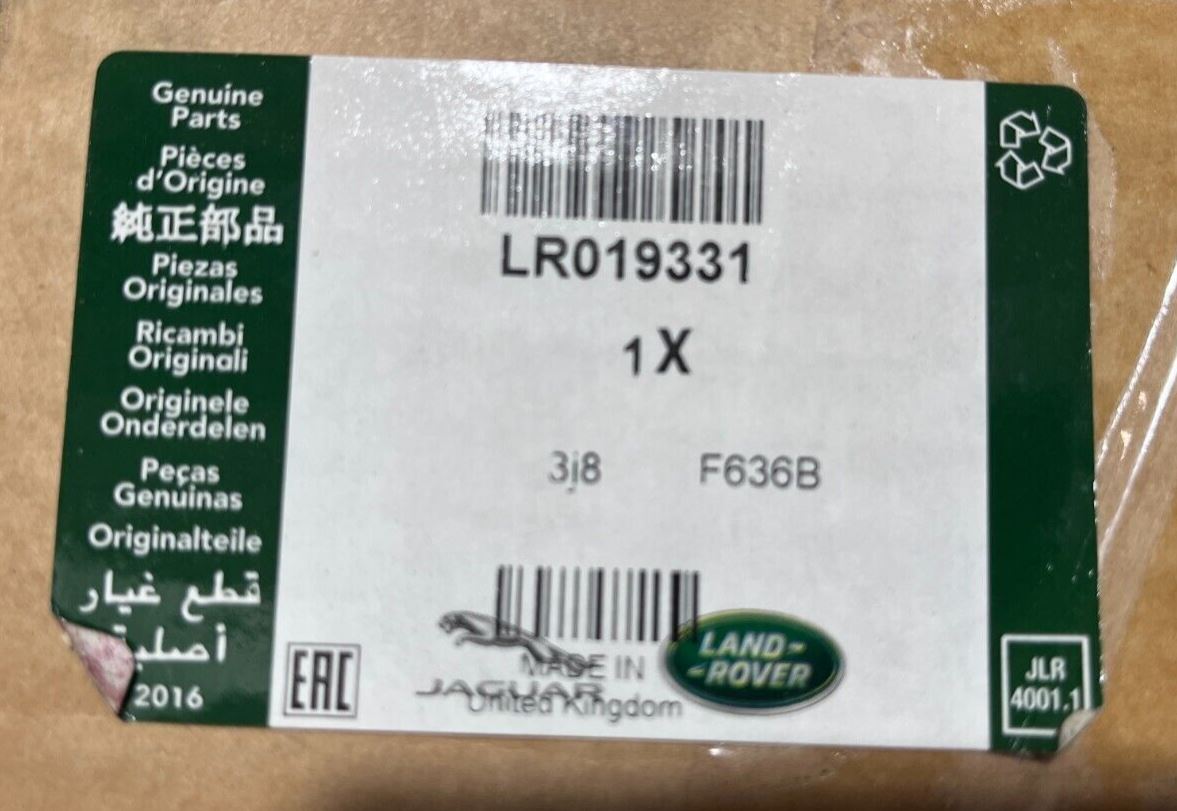 Genuine
Parts
Pièces
d'Origine
純正部品
Piezas
Originales
Ricambi
Originali
Originele
Onderdelen
Peças
Genuinas
Originalteile
قطع غيار
أصلية
2016
LR019331
1 X
3j8 F636B
MADE IN
United Kingdom
JAGUAR
LAND-
-ROVER
EAC
JLR
4001.1